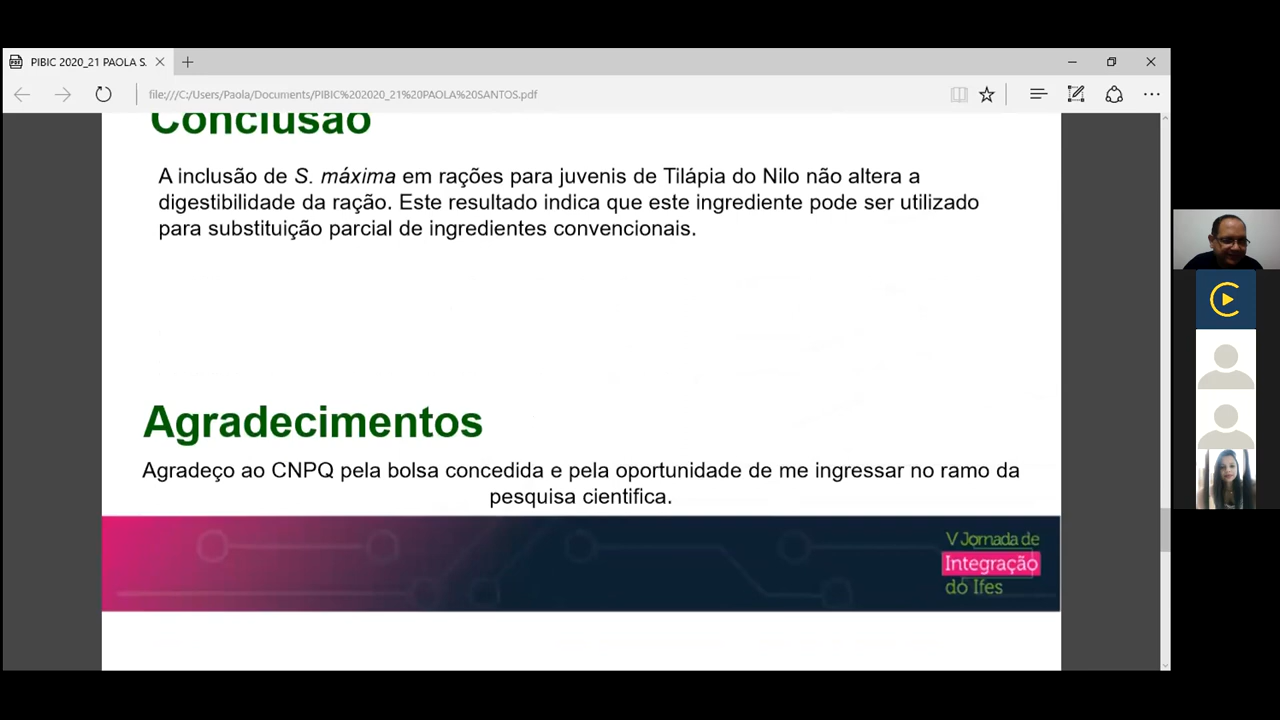 PIBIC 2020_21 PAOLA S.
file:///C:/Users/Paola/Documents/PIBIC%202020_21%20PAOLA%20SANTOS.pdf
Conclusão
A inclusão de S. máxima em rações para juvenis de Tilápia do Nilo não altera a
digestibilidade da ração. Este resultado indica que este ingrediente pode ser utilizado
para substituição parcial de ingredientes convencionais.
Agradecimentos
Agradeço ao CNPQ pela bolsa concedida e pela oportunidade de me ingressar no ramo da
pesquisa cientifica.
V Jornada de
Integração
do Ifes